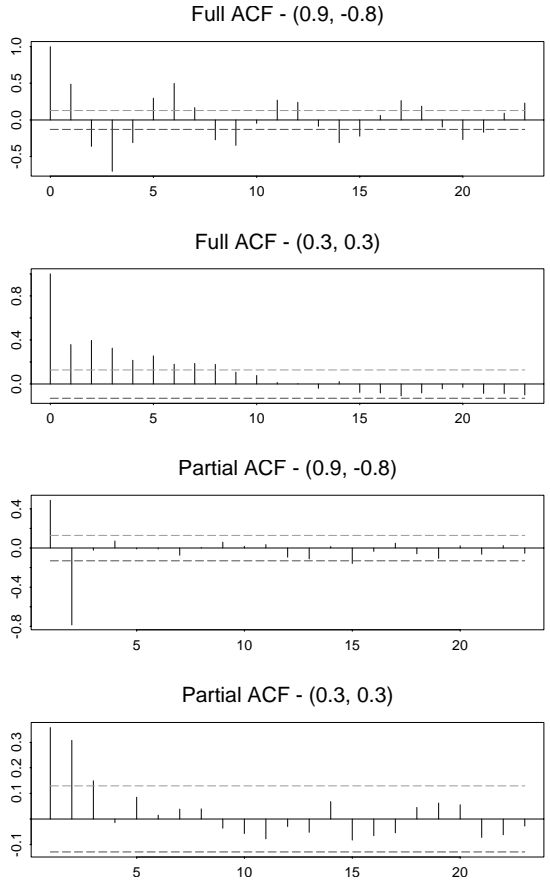 Full ACF - (0.9, -0.8)
1.0
0.5
0.0
-0.5
0 5 10 15 20
Full ACF - (0.3, 0.3)
0.8
0.4
0.0
0 5 10 15 20
Partial ACF - (0.9, -0.8)
0.4
0.0
-0.4
-0.8
5 10 15 20
Partial ACF - (0.3, 0.3)
0.3
0.2
0.1
-0.1
5 10 15 20